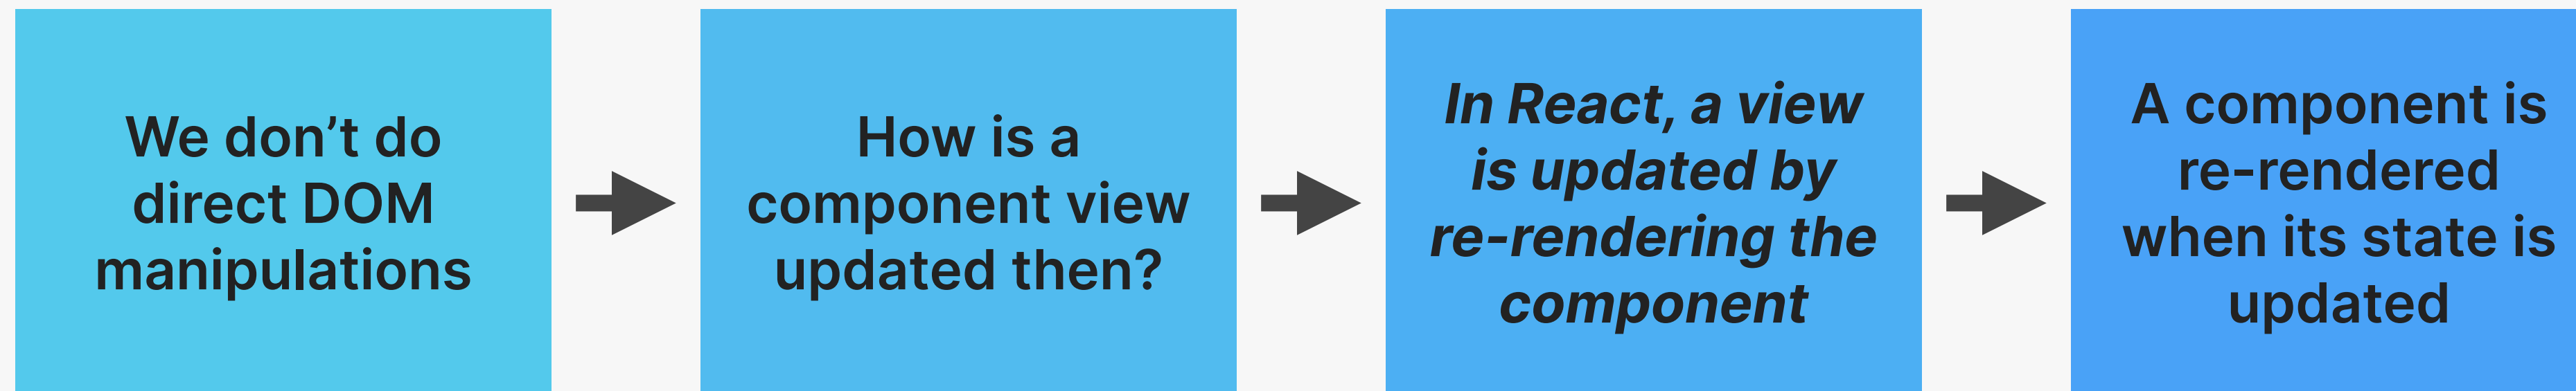 We don’t do
direct DOM
manipulations
How is a
component view
updated then?
In React, a view
is updated by
re-rendering the
component
A component is
re-rendered
when its state is
updated